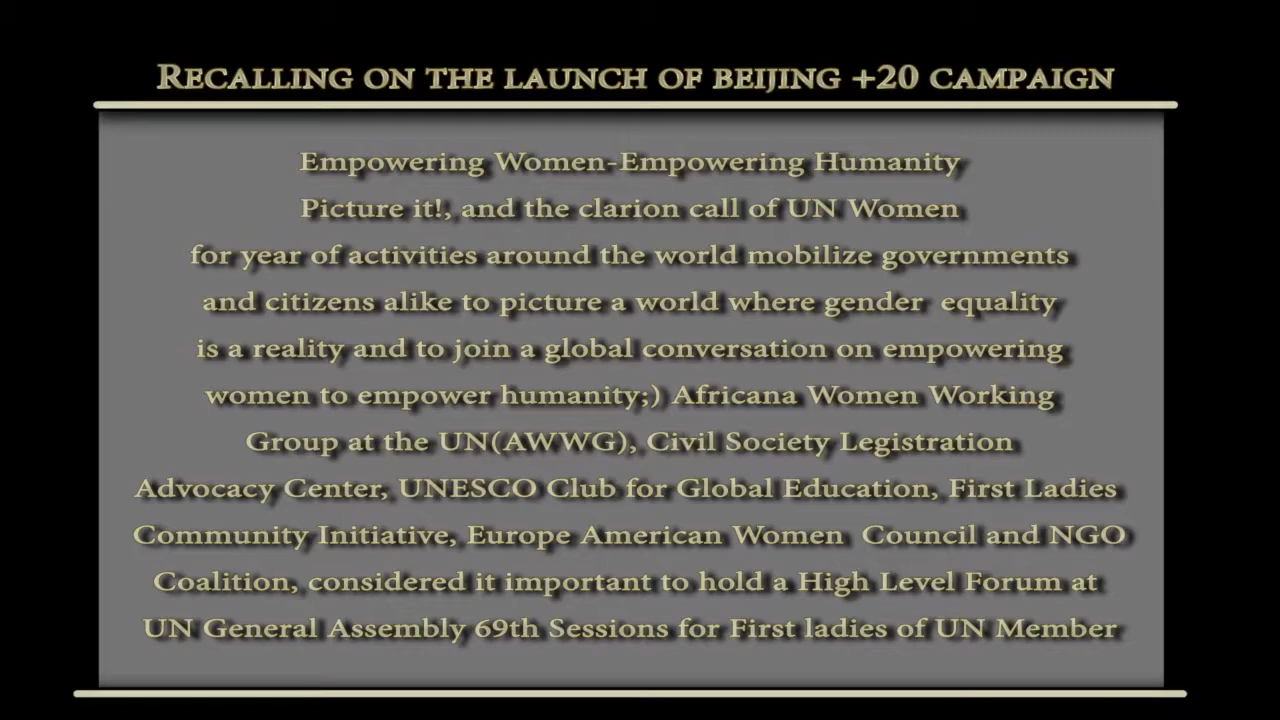 Recalling on the launch of Beijing +20 campaign
Empowering Women-Empowering Humanity
Picture it!, and the clarion call of UN Women
for year of activities around the world mobilize governments
and citizens alike to picture a world where gender equality
is a reality and to join a global conversation on empowering
women to empower humanity;) Africana Women Working
Group at the UN(AWWG), Civil Society Legistration
Advocacy Center, UNESCO Club for Global Education, First Ladies
Community Initiative, Europe American Women Council and NGO
Coalition, considered it important to hold a High Level Forum at
UN General Assembly 69th Sessions for First ladies of UN Member